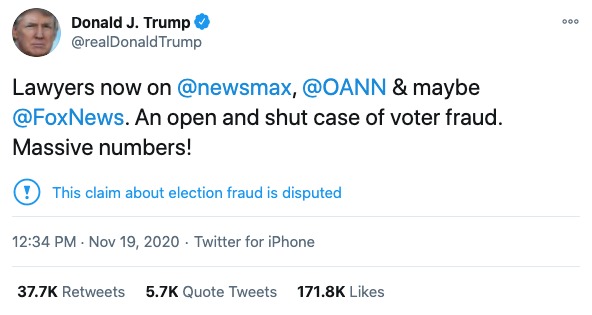 Donald J. Trump
@realDonaldTrump
Lawyers now on @newsmax, @OANN & maybe
@FoxNews. An open and shut case of voter fraud.
Massive numbers!
This claim about election fraud is disputed
12:34 PM · Nov 19, 2020 · Twitter for iPhone
37.7K Retweets 5.7K Quote Tweets 171.8K Likes